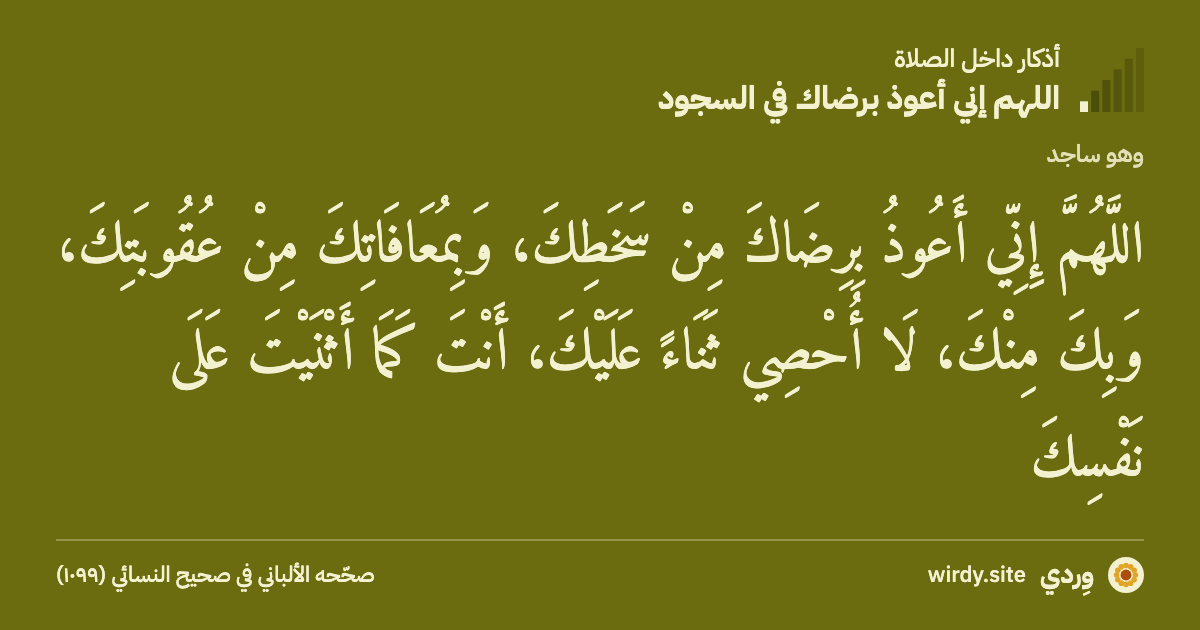 أذكار داخل الصلاة
اللهم إني أعوذ برضاك في السجود
وهو ساجد
اللَّهُمَّ إِنِّي أَعُوذُ بِرِضَاكَ مِنْ سَخَطِكَ، وَبِمُعَافَاتِكَ مِنْ عُقُوبَتِكَ،
وَبِكَ مِنْكَ، لَا أُحْصِي ثَنَاءً عَلَيْكَ، أَنْتَ كَمَا أَثْنَيْتَ عَلَى
نَفْسِكَ
وِردي wirdy.site
صحّحه الألباني في صحيح النسائي (١٠٩٩)